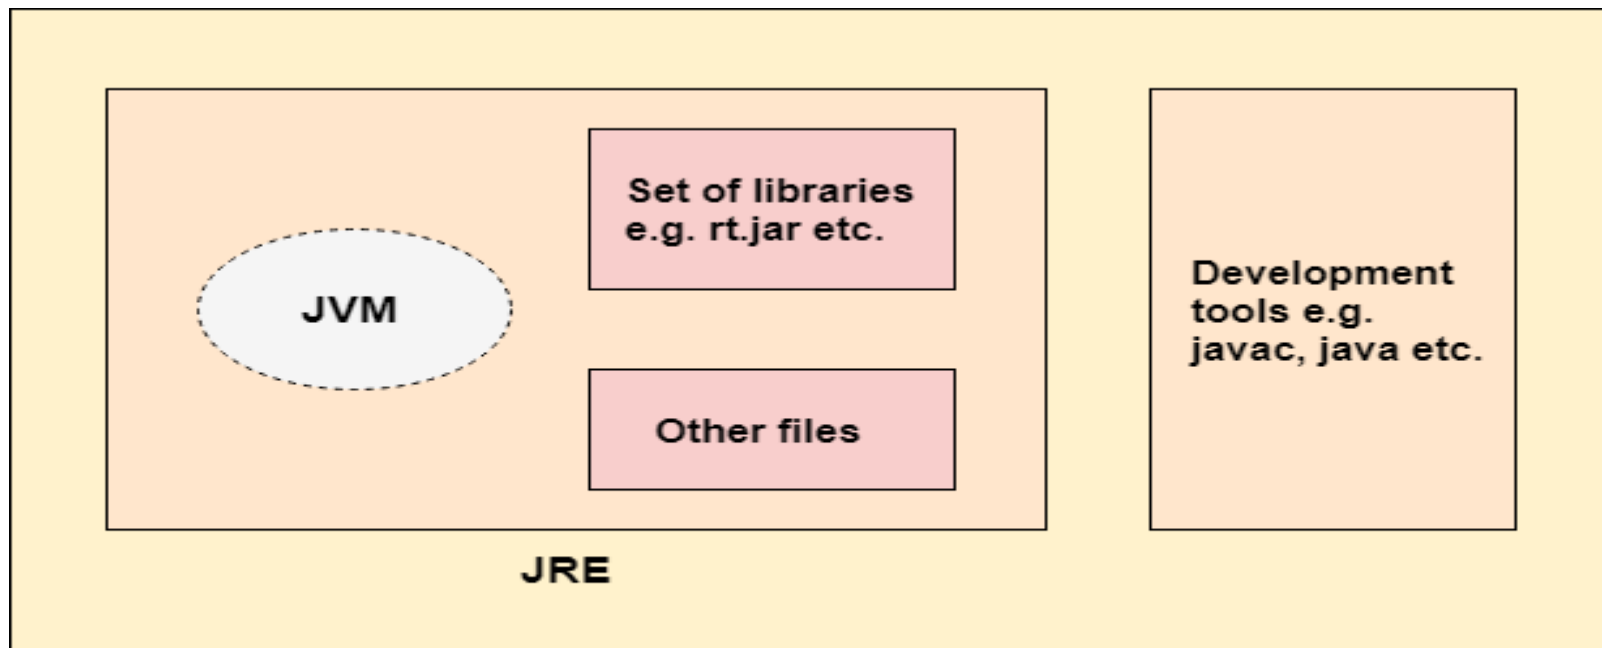 Set of libraries
e.g. rt.jar etc.
JVM
Other files
Development
tools e.g.
javac, java etc.
JRE